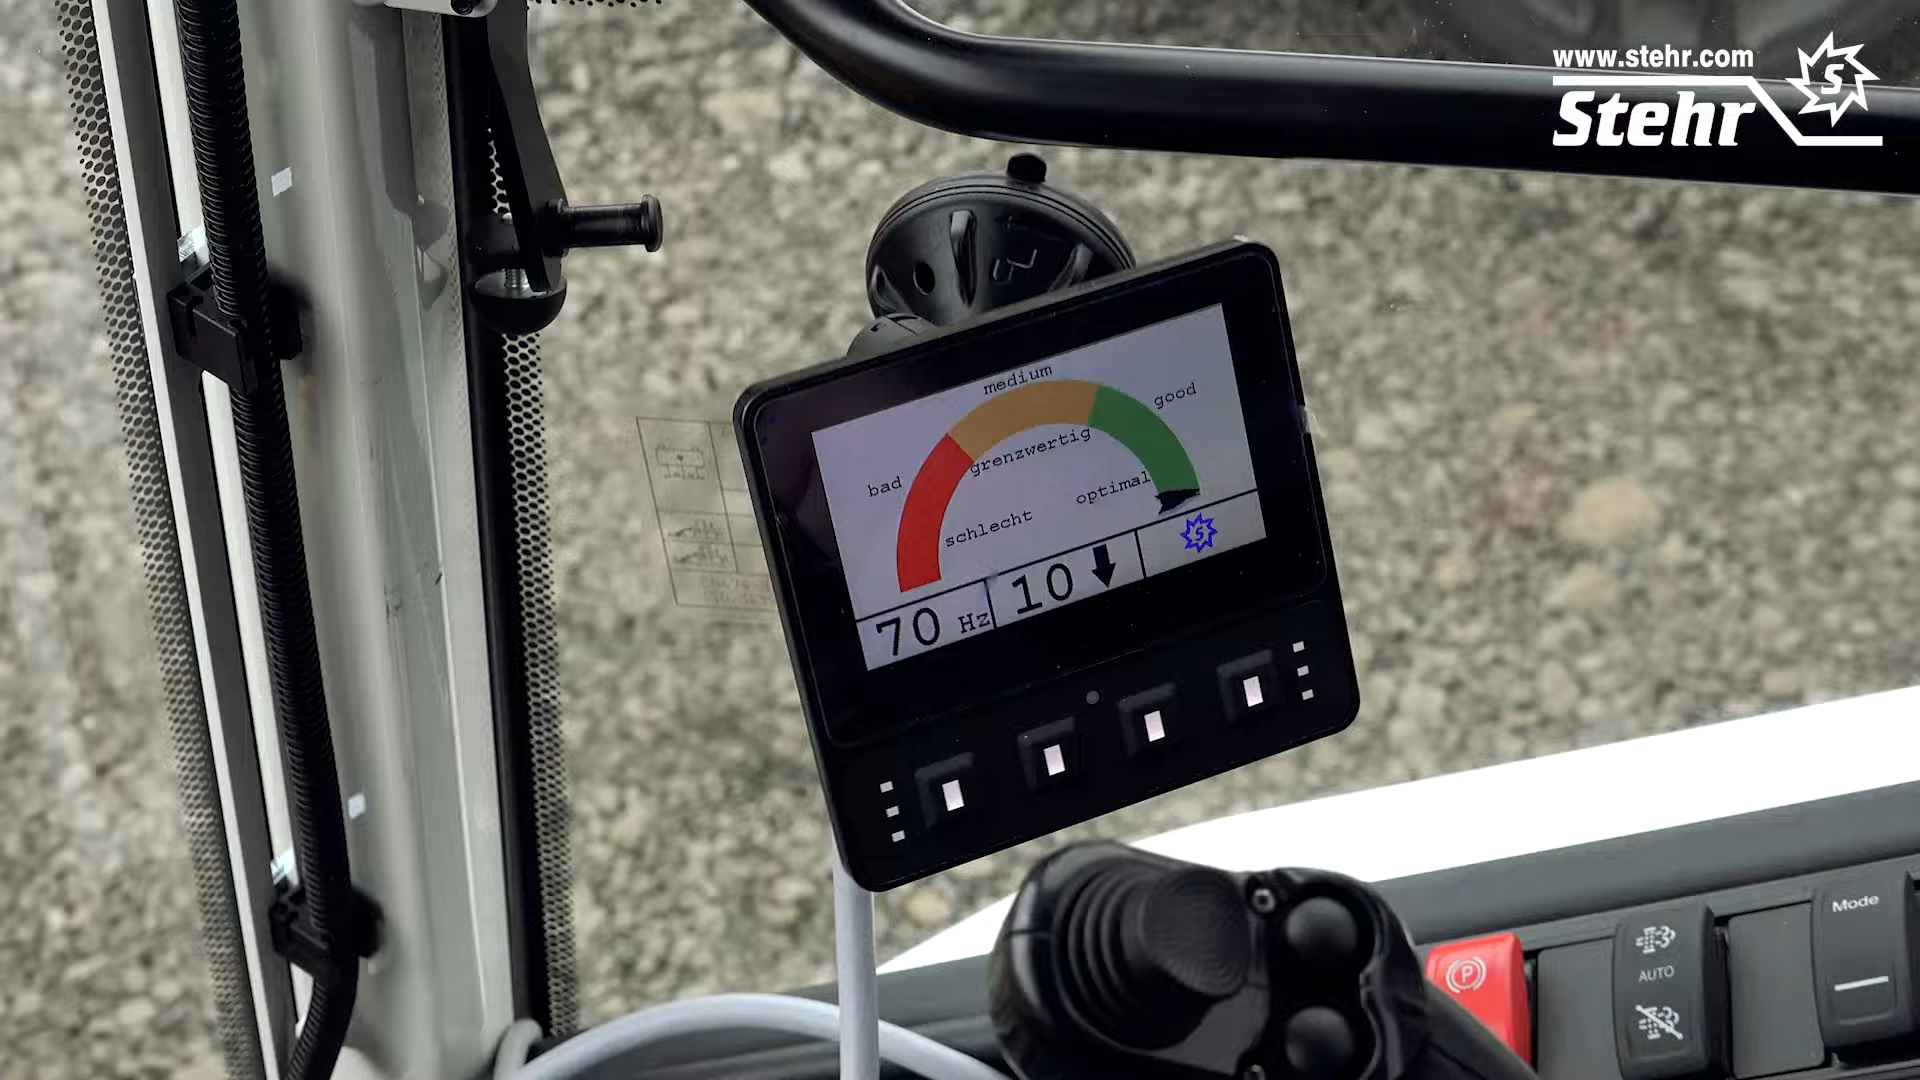 www.stehr.com
Stehr
S
medium
good
bad
grenzwertig
optimal
schlecht
S
70 Hz
10
P
AUTO
Mode